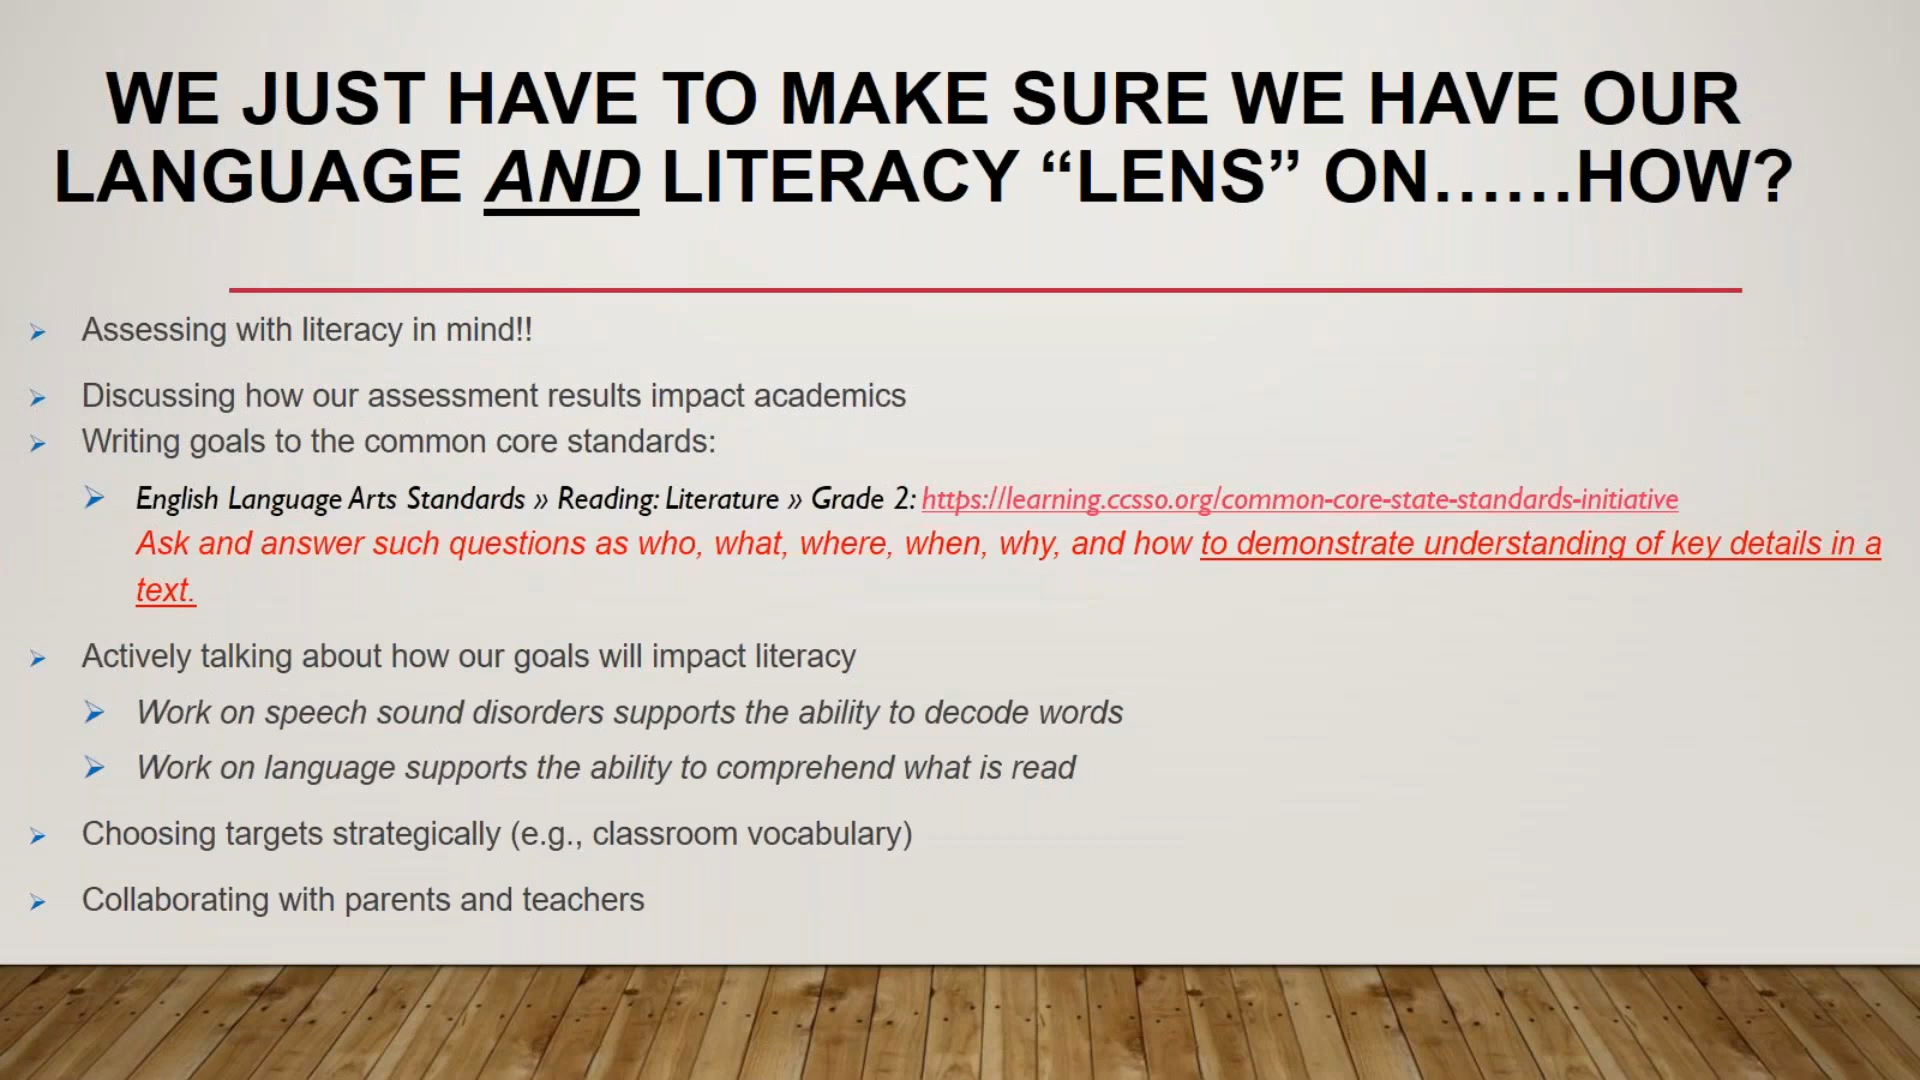 WE JUST HAVE TO MAKE SURE WE HAVE OUR
LANGUAGE AND LITERACY “LENS” ON……HOW?
Assessing with literacy in mind!!
Discussing how our assessment results impact academics
Writing goals to the common core standards:
English Language Arts Standards » Reading: Literature » Grade 2: https://learning.ccsso.org/common-core-state-standards-initiative
Ask and answer such questions as who, what, where, when, why, and how to demonstrate understanding of key details in a
text.
Actively talking about how our goals will impact literacy
Work on speech sound disorders supports the ability to decode words
Work on language supports the ability to comprehend what is read
Choosing targets strategically (e.g., classroom vocabulary)
Collaborating with parents and teachers